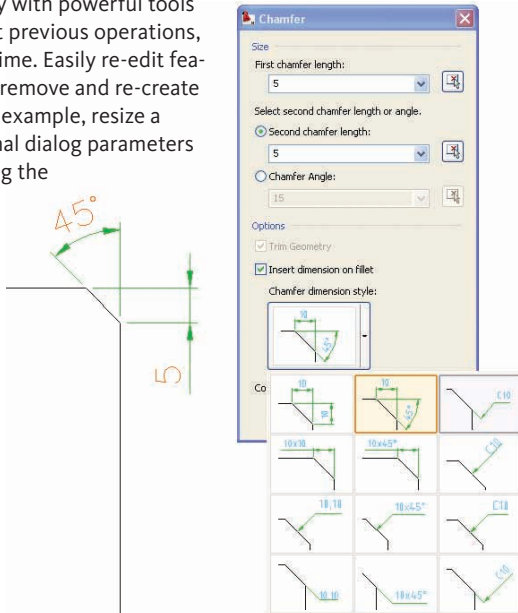 y with powerful tools
t previous operations,
ime. Easily re-edit fea-
remove and re-create
example, resize a
nal dialog parameters
g the
45°
5
Chamfer
Size
First chamfer length:
5
Select second chamfer length or angle.
Second chamfer length:
5
Chamfer Angle:
15
Options
Trim Geometry
Insert dimension on fillet
Chamfer dimension style:
10
45°
Co
10
10
10
45°
C10
10x10
10x45°
C10
10,10
10x45°
C10
10,10
10x45°
C10